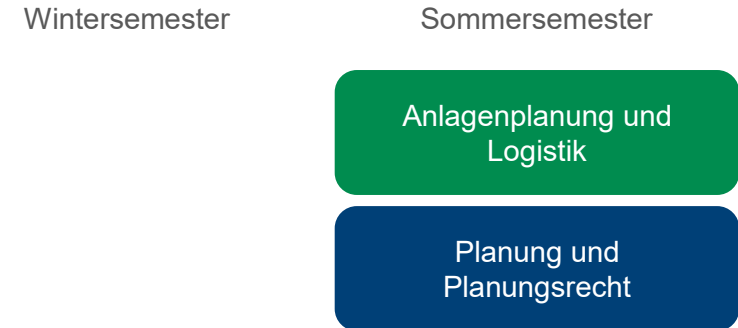 Wintersemester
Sommersemester
Anlagenplanung und
Logistik
Planung und
Planungsrecht